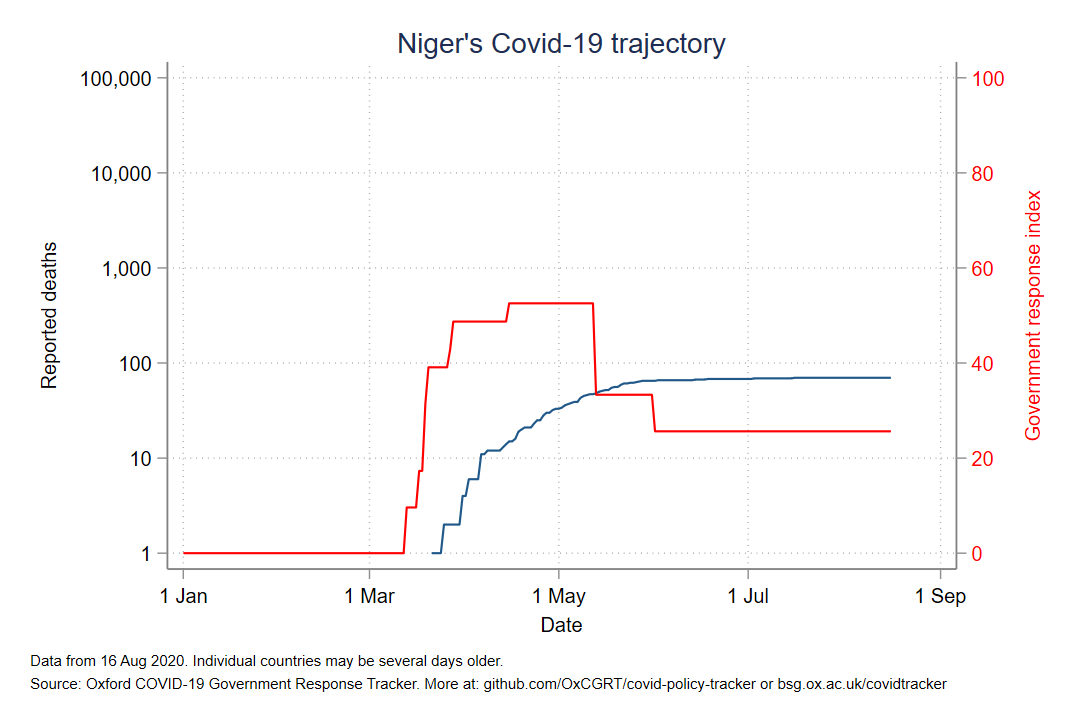 Niger's Covid-19 trajectory
100,000
10,000
1,000
100
10
1
Reported deaths
100
80
60
40
20
0
Government response index
1 Jan
1 Mar
1 May
1 Jul
1 Sep
Date
Data from 16 Aug 2020. Individual countries may be several days older.
Source: Oxford COVID-19 Government Response Tracker. More at: github.com/OxCGRT/covid-policy-tracker or bsg.ox.ac.uk/covidtracker